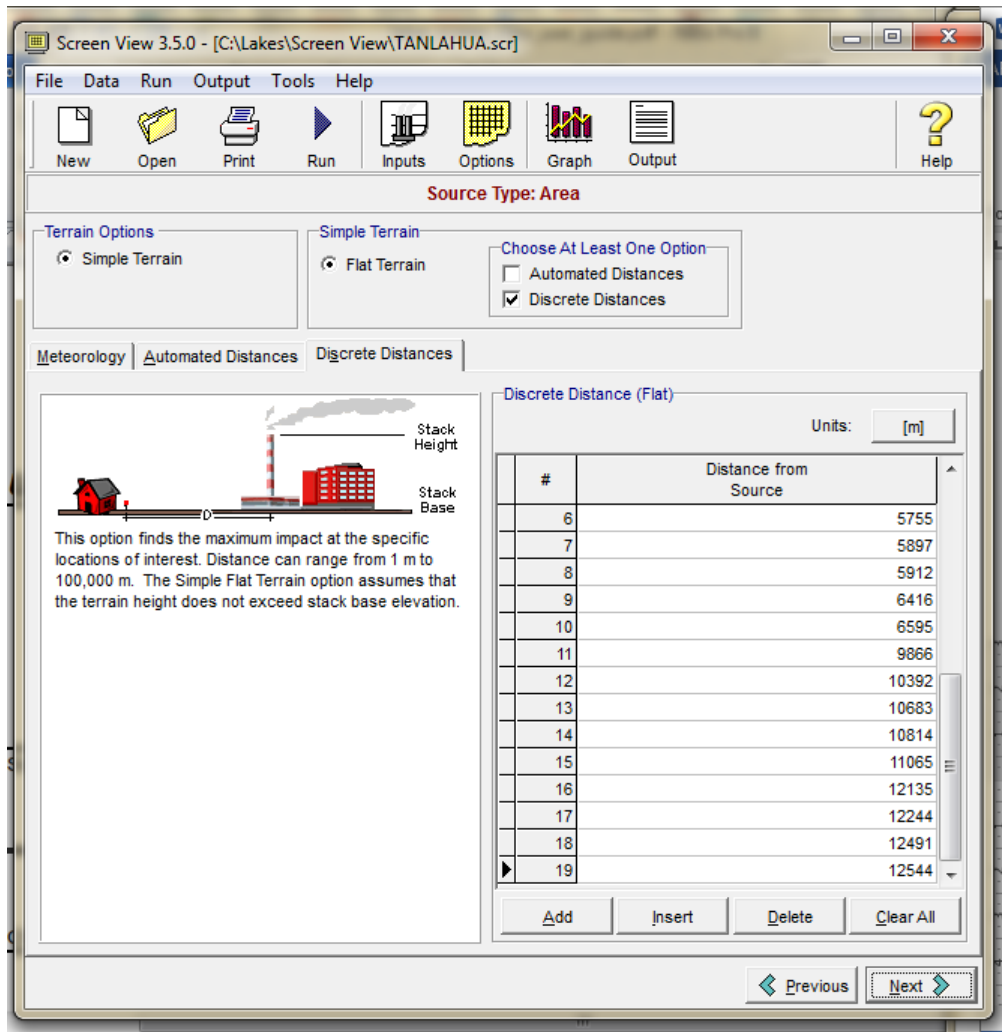 Screen View 3.5.0 - [C:\Lakes\Screen View\TANLAHUA.scr]
File Data Run Output Tools Help
New Open Print Run Inputs Options Graph Output Help
Source Type: Area
Terrain Options
Simple Terrain
Simple Terrain
Flat Terrain
Choose At Least One Option
Automated Distances
Discrete Distances
Meteorology Automated Distances Discrete Distances
Stack
Height
Stack
Base
D
This option finds the maximum impact at the specific
locations of interest. Distance can range from 1 m to
100,000 m. The Simple Flat Terrain option assumes that
the terrain height does not exceed stack base elevation.
Discrete Distance (Flat)
Units: [m]
# Distance from
Source
6 5755
7 5897
8 5912
9 6416
10 6595
11 9866
12 10392
13 10683
14 10814
15 11065
16 12135
17 12244
18 12491
19 12544
Add Insert Delete Clear All
Previous Next